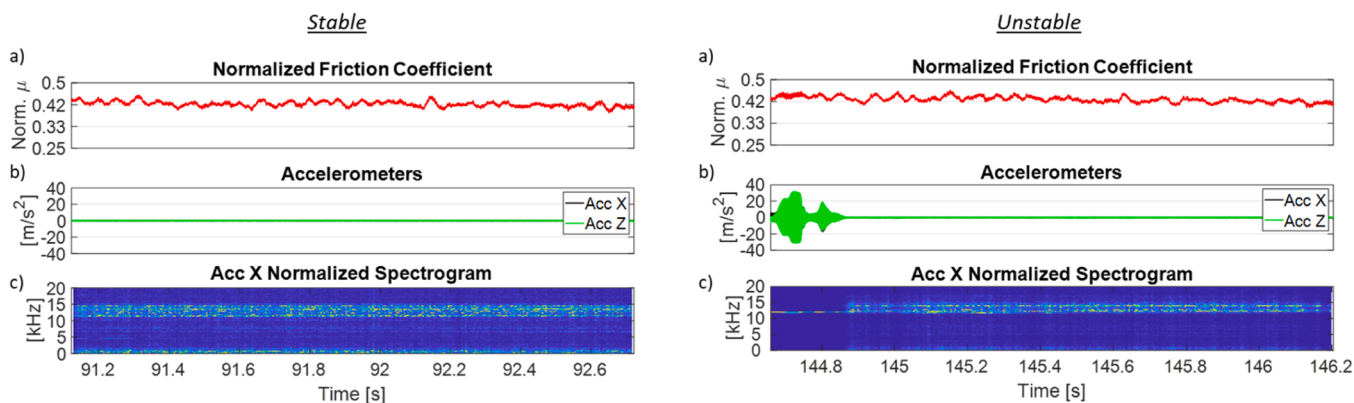 Stable
a)
Normalized Friction Coefficient
Norm. μ
0.5
0.42
0.33
0.25
b)
Accelerometers
[m/s²]
40
20
0
-20
-40
Acc X
Acc Z
c)
Acc X Normalized Spectrogram
[kHz]
20
15
10
5
0
91.2 91.4 91.6 91.8 92 92.2 92.4 92.6
Time [s]
Unstable
a)
Normalized Friction Coefficient
Norm. μ
0.5
0.42
0.33
0.25
b)
Accelerometers
[m/s²]
40
20
0
-20
-40
Acc X
Acc Z
c)
Acc X Normalized Spectrogram
[kHz]
20
15
10
5
0
144.8 145 145.2 145.4 145.6 145.8 146 146.2
Time [s]